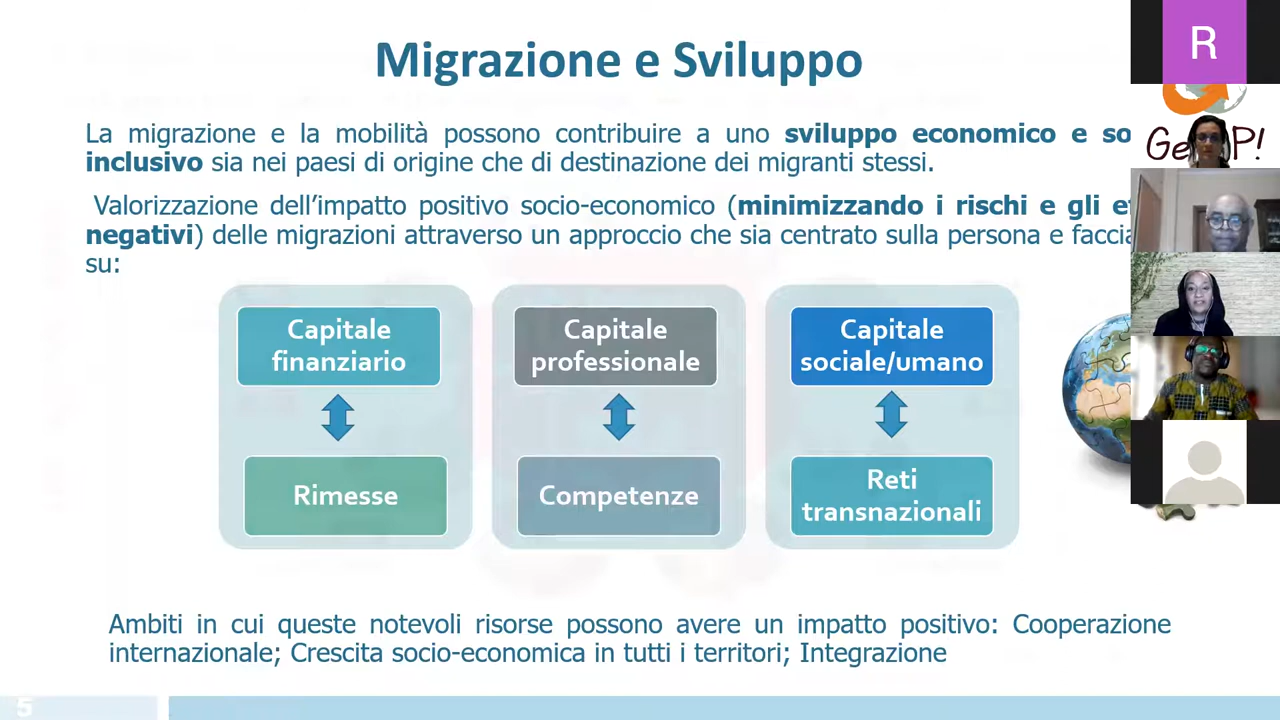 Migrazione e Sviluppo
R
La migrazione e la mobilità possono contribuire a uno sviluppo economico e
inclusivo sia nei paesi di origine che di destinazione dei migranti stessi.
Valorizzazione dell’impatto positivo socio-economico (minimizzando i rischi e gli
negativi) delle migrazioni attraverso un approccio che sia centrato sulla persona e faccia
su:
Capitale
finanziario
Rimesse
Capitale
professionale
Competenze
Capitale
sociale/umano
Reti
transnazionali
Ambiti in cui queste notevoli risorse possono avere un impatto positivo: Cooperazione
internazionale; Crescita socio-economica in tutti i territori; Integrazione
5